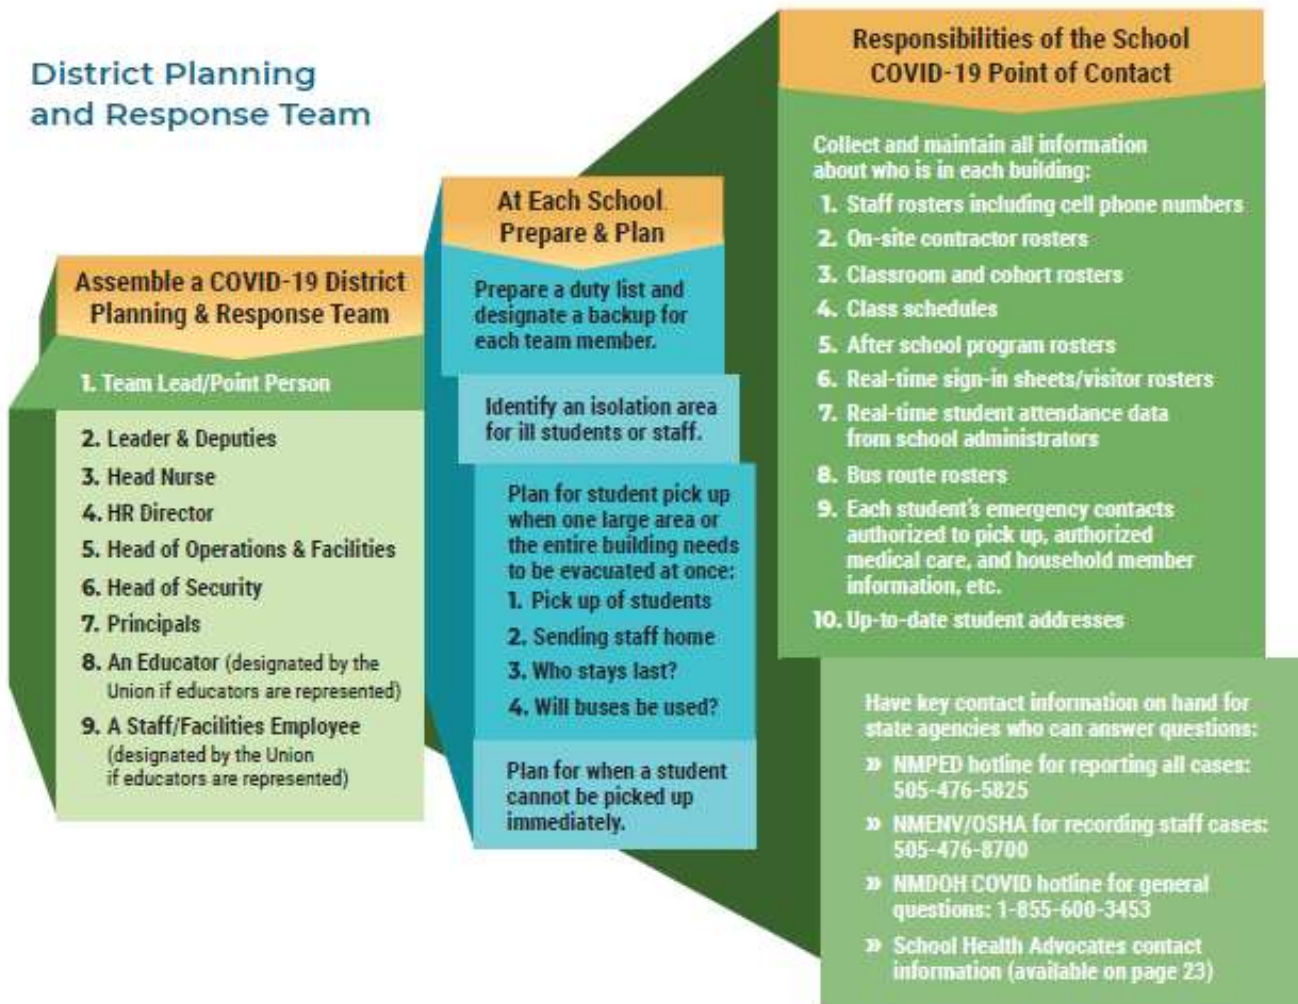 District Planning
and Response Team
Assemble a COVID-19 District
Planning & Response Team
1. Team Lead/Point Person
2. Leader & Deputies
3. Head Nurse
4. HR Director
5. Head of Operations & Facilities
6. Head of Security
7. Principals
8. An Educator (designated by the
Union if educators are represented)
9. A Staff/Facilities Employee
(designated by the Union
if educators are represented)
At Each School
Prepare & Plan
Prepare a duty list and
designate a backup for
each team member.
Identify an isolation area
for ill students or staff.
Plan for student pick up
when one large area or
the entire building needs
to be evacuated at once:
1. Pick up of students
2. Sending staff home
3. Who stays last?
4. Will buses be used?
Plan for when a student
cannot be picked up
immediately.
Responsibilities of the School
COVID-19 Point of Contact
Collect and maintain all information
about who is in each building:
1. Staff rosters including cell phone numbers
2. On-site contractor rosters
3. Classroom and cohort rosters
4. Class schedules
5. After school program rosters
6. Real-time sign-in sheets/visitor rosters
7. Real-time student attendance data
from school administrators
8. Bus route rosters
9. Each student's emergency contacts
authorized to pick up, authorized
medical care, and household member
information, etc.
10. Up-to-date student addresses
Have key contact information on hand for
state agencies who can answer questions:
» NMPED hotline for reporting all cases:
505-476-5825
» NMENV/OSHA for recording staff cases:
505-476-8700
» NMDOH COVID hotline for general
questions: 1-855-600-3453
» School Health Advocates contact
information (available on page 23)